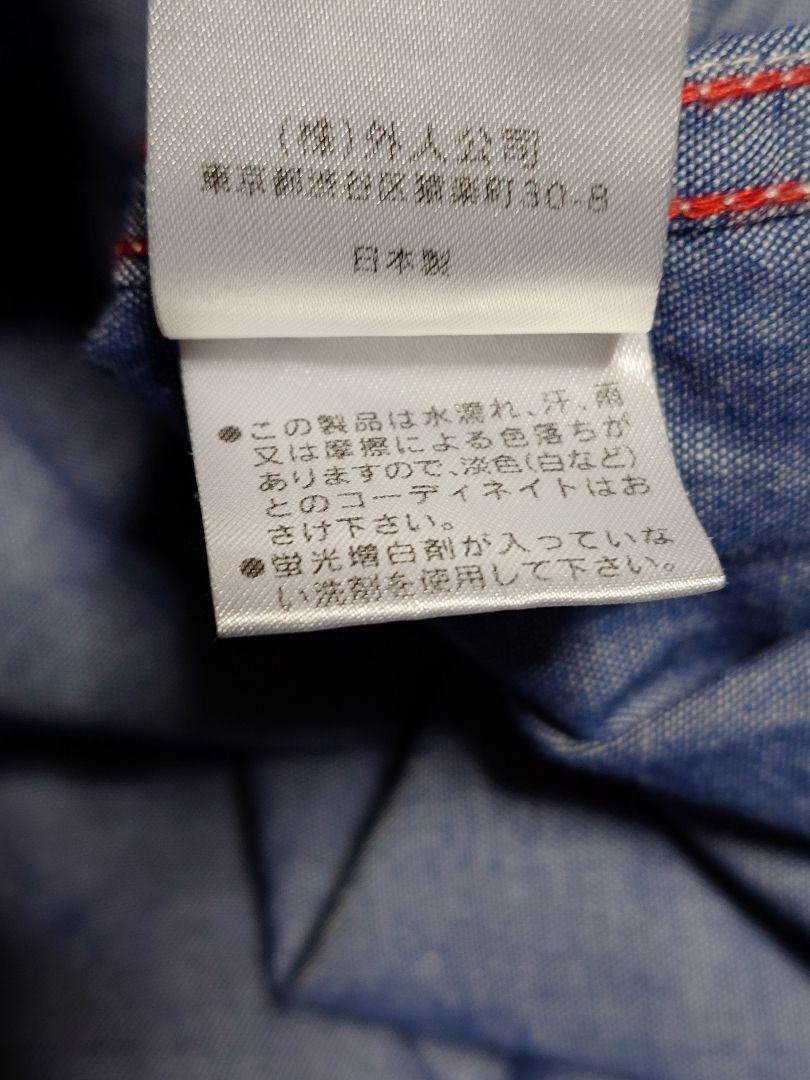 (株)外人公司
東京都渋谷区猿楽町30-8
日本製
●この製品は水濡れ、汗、雨
又は摩擦による色落ちが
ありますので、淡色(白など)
とのコーディネイトはお
さけ下さい。
●蛍光増白剤が入っていな
い洗剤を使用して下さい。